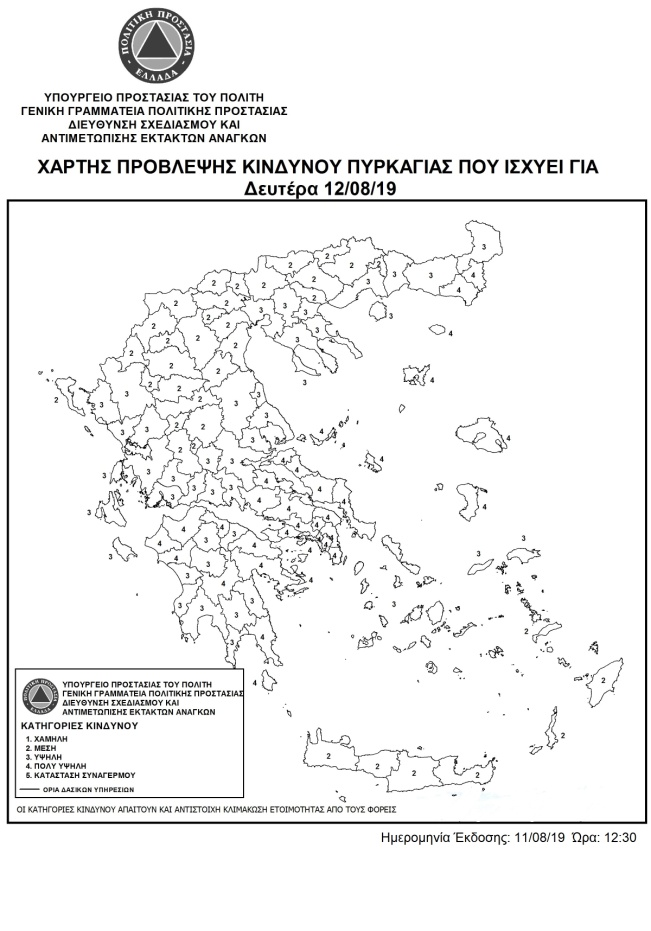 ΠΟΛΙΤΙΚΗ ΠΡΟΣΤΑΣΙΑ
ΕΛΛΑΔΑ
ΥΠΟΥΡΓΕΙΟ ΠΡΟΣΤΑΣΙΑΣ ΤΟΥ ΠΟΛΙΤΗ
ΓΕΝΙΚΗ ΓΡΑΜΜΑΤΕΙΑ ΠΟΛΙΤΙΚΗΣ ΠΡΟΣΤΑΣΙΑΣ
ΔΙΕΥΘΥΝΣΗ ΣΧΕΔΙΑΣΜΟΥ ΚΑΙ
ΑΝΤΙΜΕΤΩΠΙΣΗΣ ΕΚΤΑΚΤΩΝ ΑΝΑΓΚΩΝ
ΧΑΡΤΗΣ ΠΡΟΒΛΕΨΗΣ ΚΙΝΔΥΝΟΥ ΠΥΡΚΑΓΙΑΣ ΠΟΥ ΙΣΧΥΕΙ ΓΙΑ
Δευτέρα 12/08/19
ΥΠΟΥΡΓΕΙΟ ΠΡΟΣΤΑΣΙΑΣ ΤΟΥ ΠΟΛΙΤΗ
ΓΕΝΙΚΗ ΓΡΑΜΜΑΤΕΙΑ ΠΟΛΙΤΙΚΗΣ ΠΡΟΣΤΑΣΙΑΣ
ΔΙΕΥΘΥΝΣΗ ΣΧΕΔΙΑΣΜΟΥ ΚΑΙ
ΑΝΤΙΜΕΤΩΠΙΣΗΣ ΕΚΤΑΚΤΩΝ ΑΝΑΓΚΩΝ
ΚΑΤΗΓΟΡΙΕΣ ΚΙΝΔΥΝΟΥ
1. ΧΑΜΗΛΗ
2. ΜΕΣΗ
3. ΥΨΗΛΗ
4. ΠΟΛΥ ΥΨΗΛΗ
5. ΚΑΤΑΣΤΑΣΗ ΣΥΝΑΓΕΡΜΟΥ
ΟΡΙΑ ΔΑΣΙΚΩΝ ΥΠΗΡΕΣΙΩΝ
ΟΙ ΚΑΤΗΓΟΡΙΕΣ ΚΙΝΔΥΝΟΥ ΑΠΑΙΤΟΥΝ ΚΑΙ ΑΝΤΙΣΤΟΙΧΗ ΚΛΙΜΑΚΩΣΗ ΕΤΟΙΜΟΤΗΤΑΣ ΑΠΟ ΤΟΥΣ ΦΟΡΕΙΣ
Ημερομηνία Έκδοσης: 11/08/19 Ώρα: 12:30